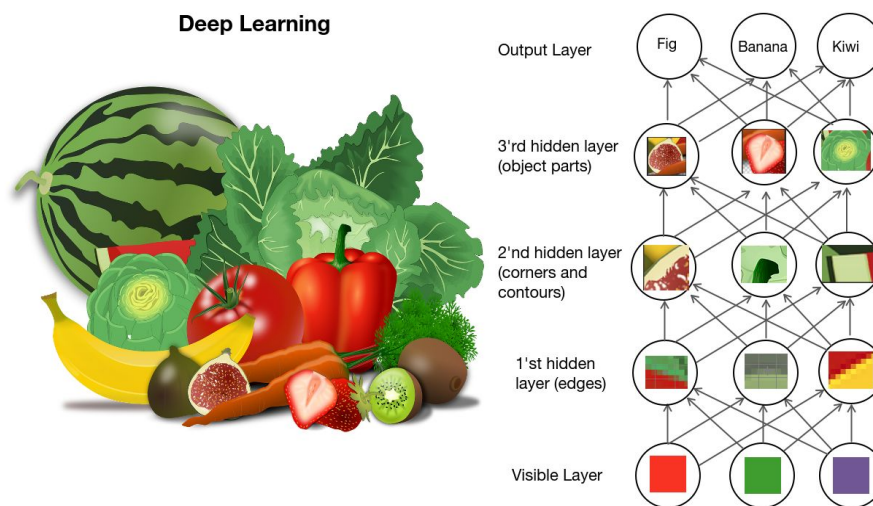 Deep Learning
Output Layer
Fig
Banana
Kiwi
3'rd hidden layer
(object parts)
2'nd hidden layer
(corners and
contours)
1'st hidden
layer (edges)
Visible Layer